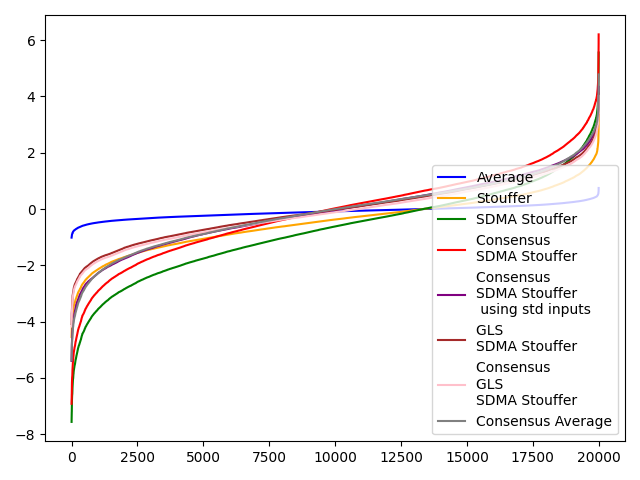 6
4
2
0
−2
−4
−6
−8
0
2500
5000
7500
10000
12500
15000
17500
20000
Average
Stouffer
SDMA Stouffer
Consensus
SDMA Stouffer
Consensus
SDMA Stouffer
using std inputs
GLS
SDMA Stouffer
Consensus
GLS
SDMA Stouffer
Consensus Average